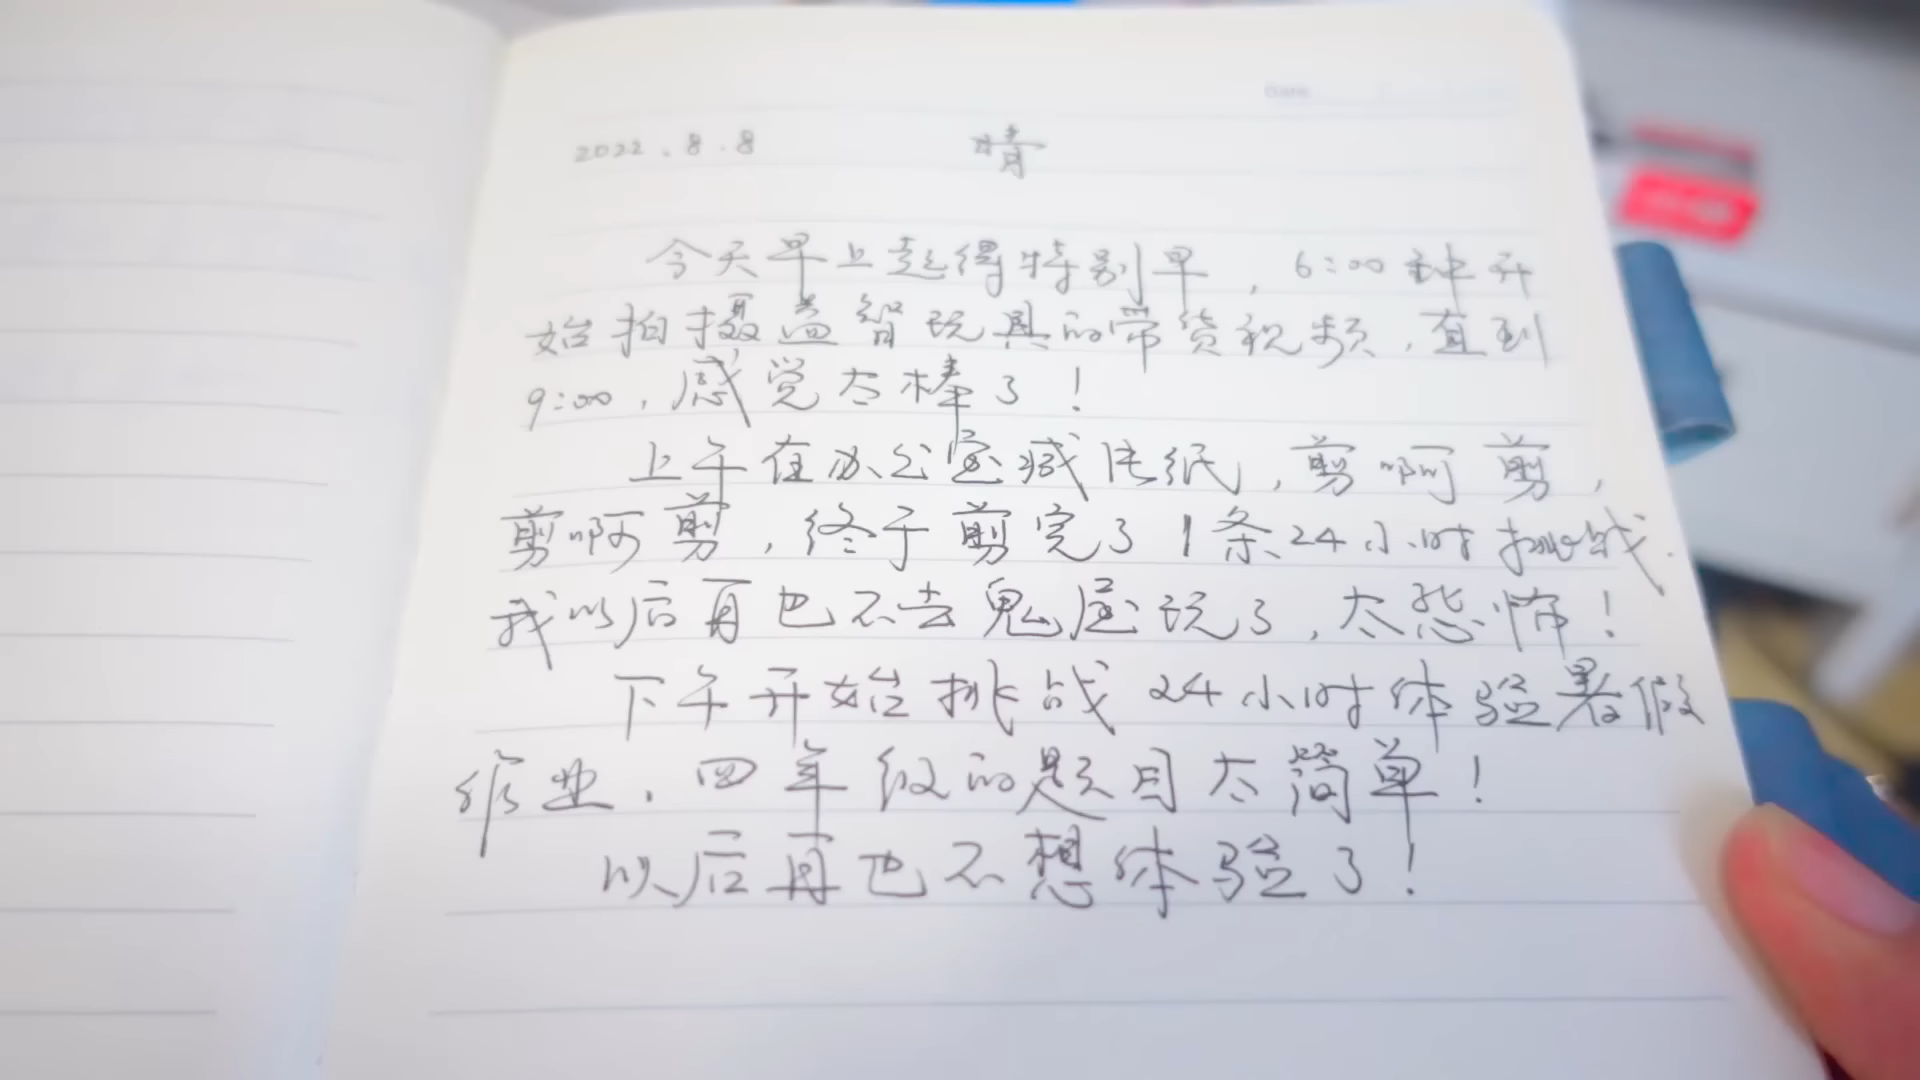 Date
2022.8.8 晴
今天早上起得特别早，6:00钟开
始拍摄益智玩具的带货视频，直到
9:00，感觉太棒了！
上午在办公室 纸，剪啊剪，
剪啊剪，终于剪完了1条24小时挑战.
我以后再也不去鬼屋玩了，太恐怖！
下午开始挑战24小时体验暑假
作业，四年级的题目太简单！
以后再也不想体验了！